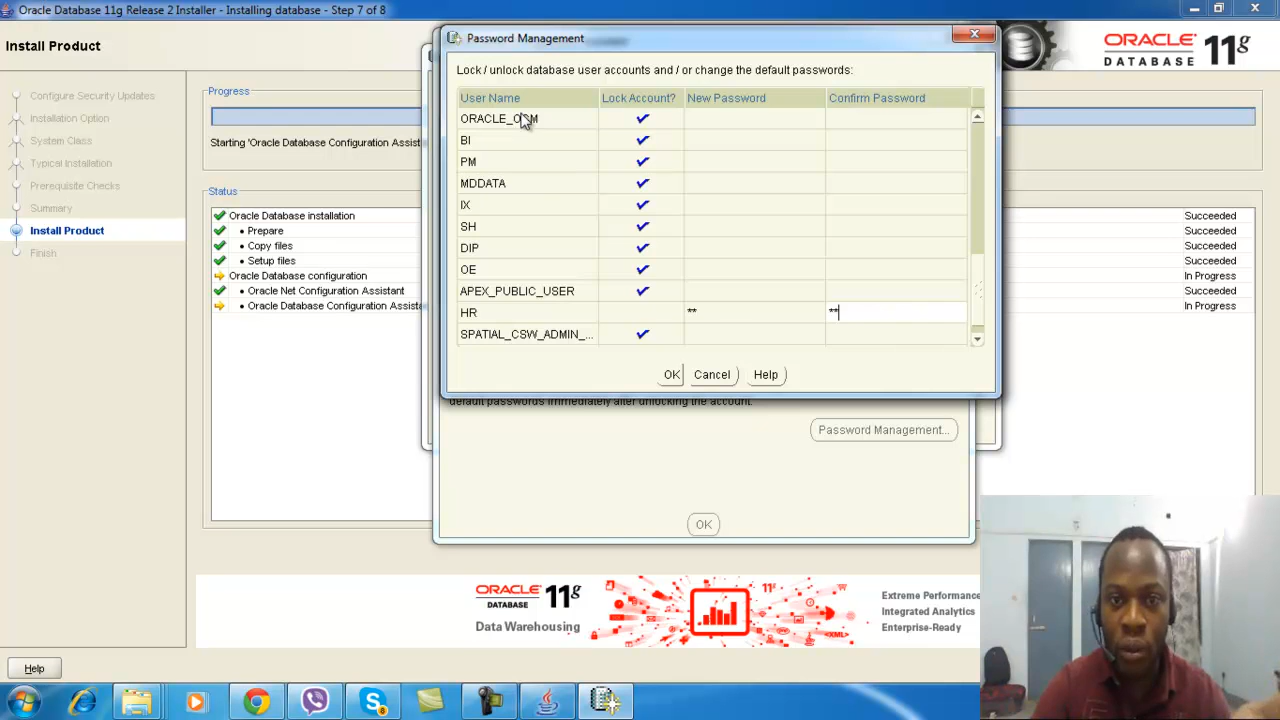 Oracle Database 11g Release 2 Installer - Installing database - Step 7 of 8
Install Product
ORACLE 11g
DATABASE
Configure Security Updates
Installation Option
System Class
Typical Installation
Prerequisite Checks
Summary
Install Product
Finish
Progress
Starting 'Oracle Database Configuration Assist
Status
Oracle Database installation Succeeded
• Prepare Succeeded
• Copy files Succeeded
• Setup files Succeeded
Oracle Database configuration In Progress
• Oracle Net Configuration Assistant Succeeded
• Oracle Database Configuration Assista In Progress
Password Management
Lock / unlock database user accounts and / or change the default passwords:
User Name Lock Account? New Password Confirm Password
ORACLE_OCM
BI
PM
MDDATA
IX
SH
DIP
OE
APEX_PUBLIC_USER
HR ** **
SPATIAL_CSW_ADMIN_...
OK Cancel Help
default passwords immediately after unlocking the account.
Password Management...
OK
ORACLE 11g
DATABASE
Data Warehousing
11g
Extreme Performance
Integrated Analytics
Enterprise-Ready
Help